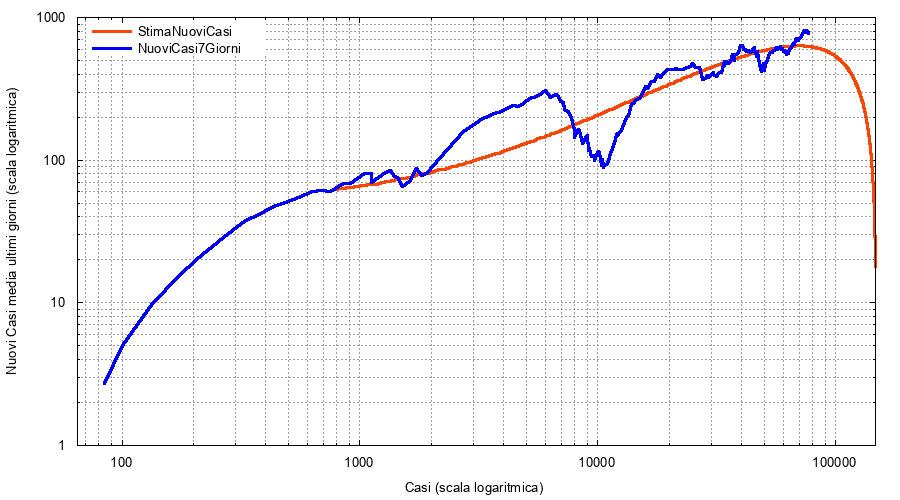 StimaNuoviCasi
NuoviCasi7Giorni
1000
100
10
1
Nuovi Casi media ultimi giorni (scala logaritmica)
100
1000
10000
100000
Casi (scala logaritmica)